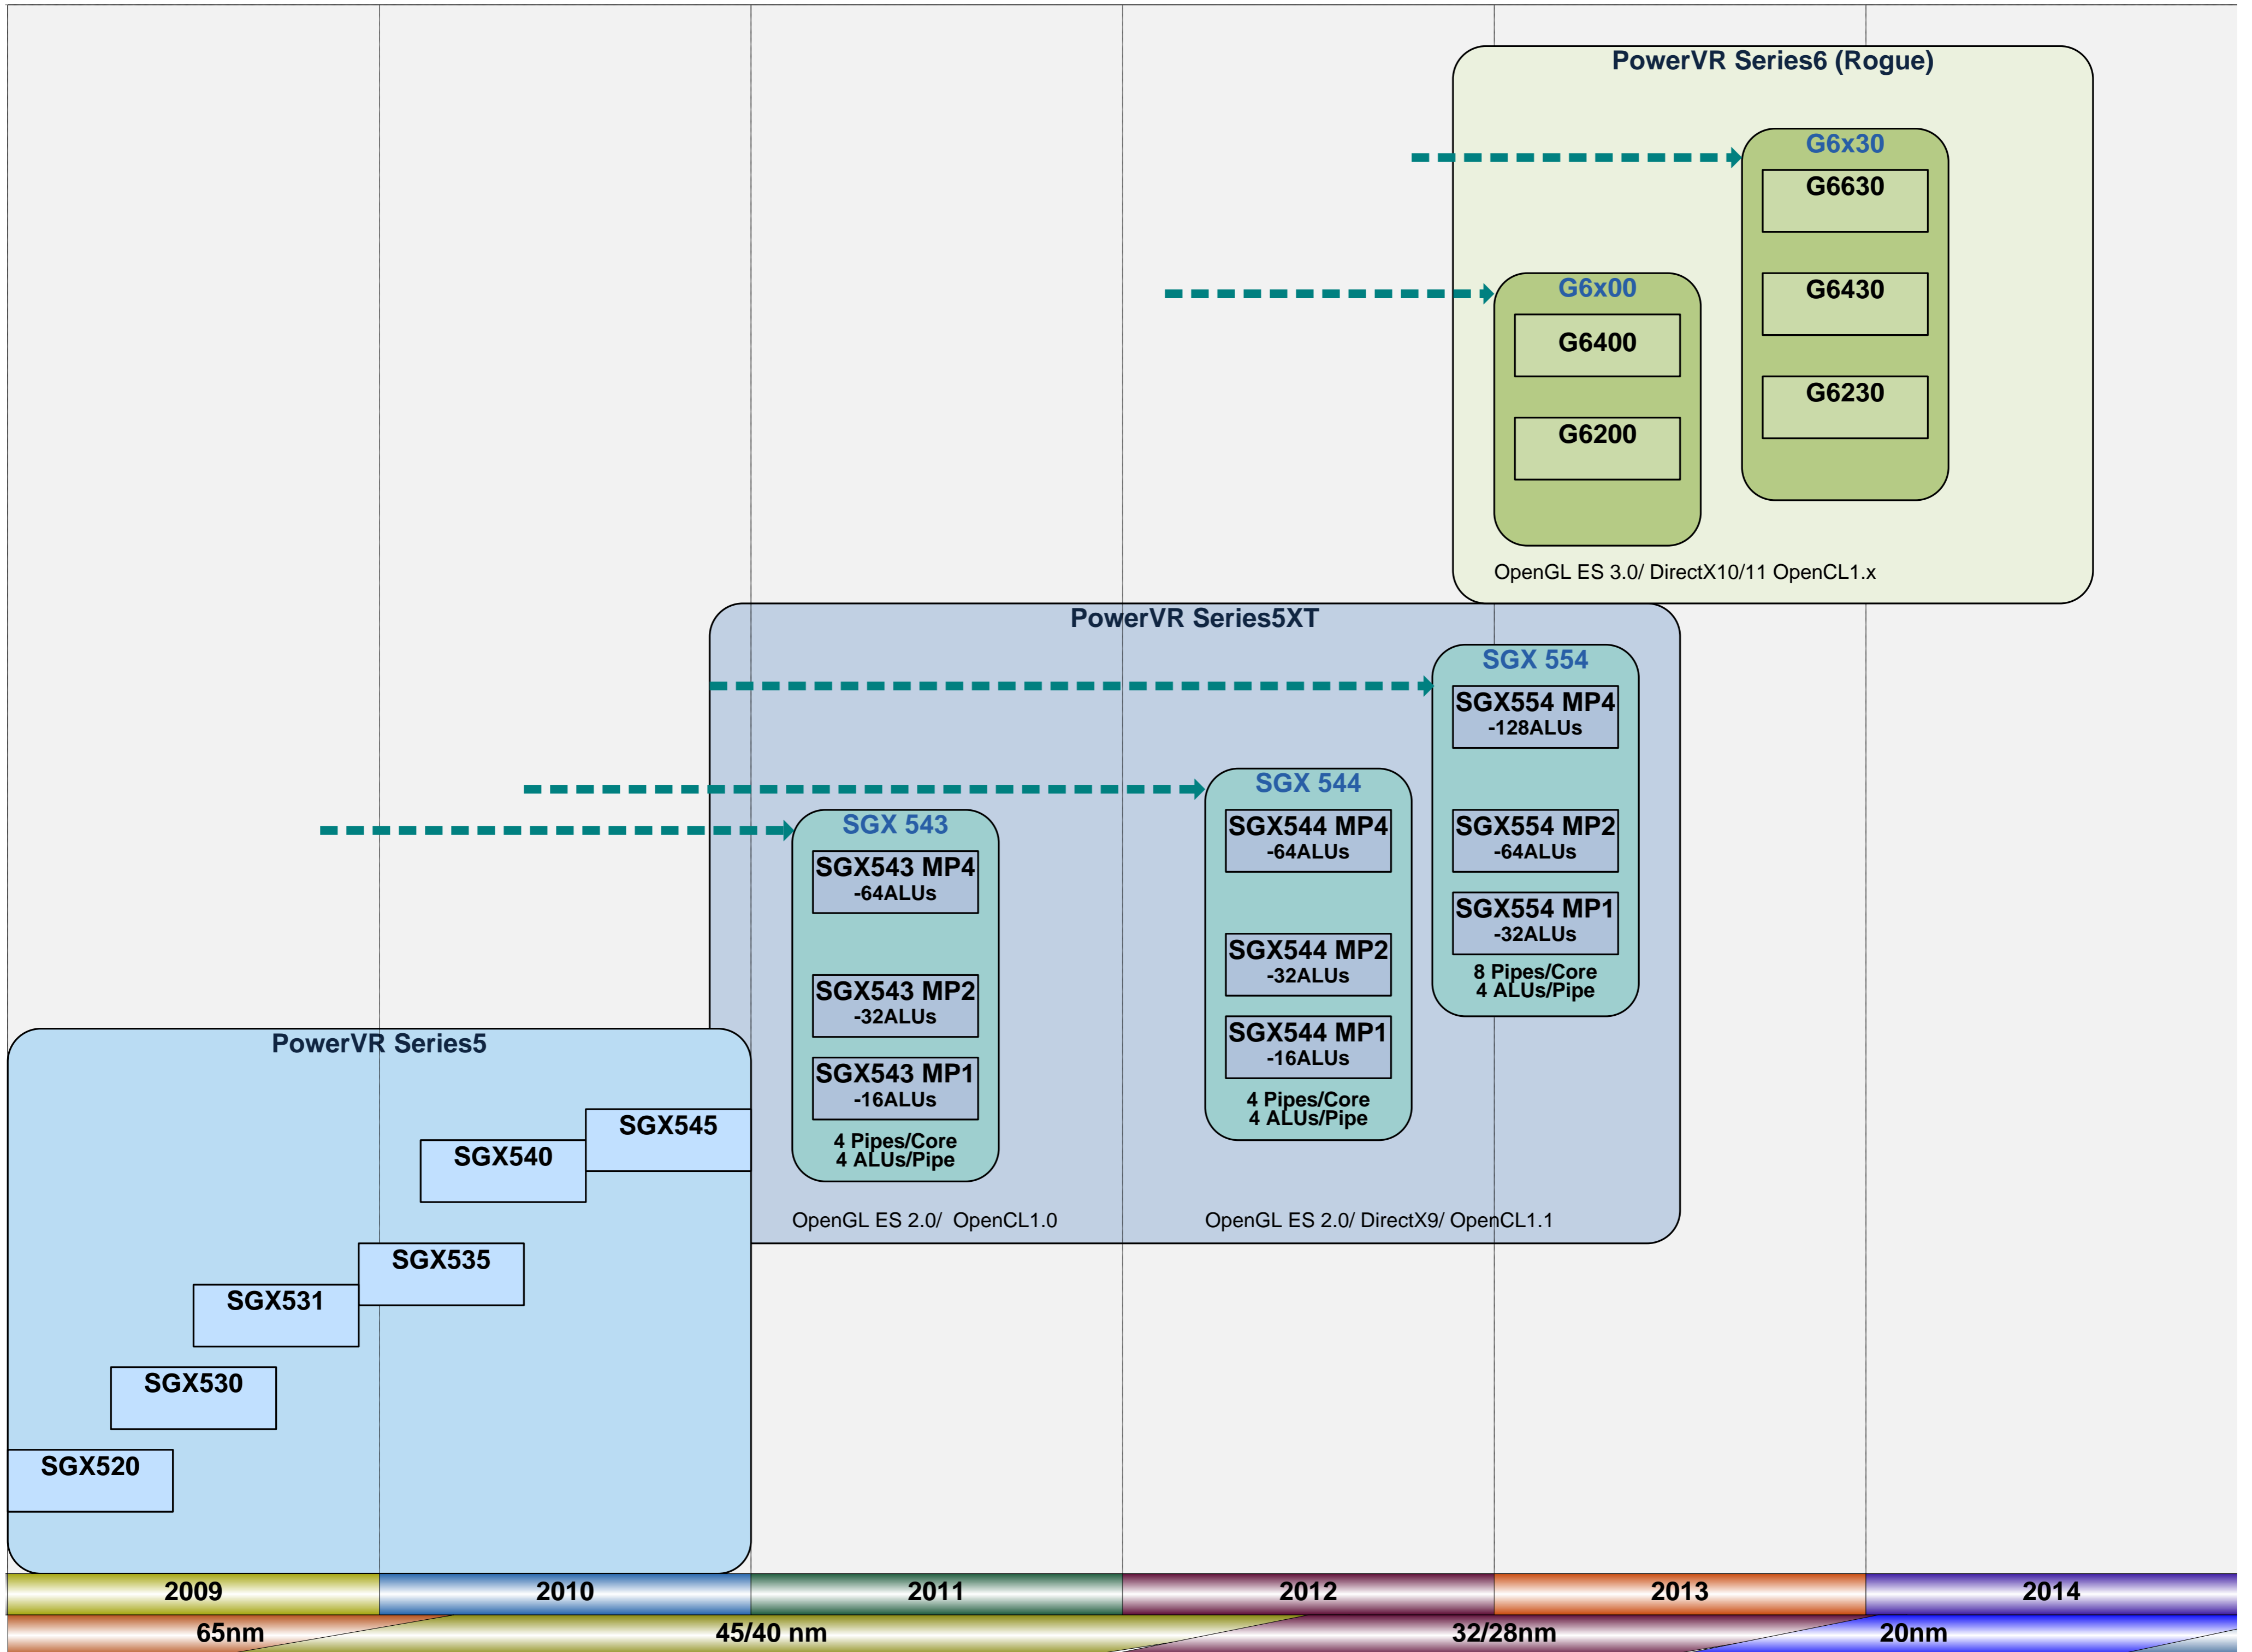 PowerVR Series6 (Rogue)
G6x30
G6630
G6430
G6230
G6x00
G6400
G6200
OpenGL ES 3.0/ DirectX10/11 OpenCL1.x
PowerVR Series5XT
SGX 554
SGX554 MP4
-128ALUs
SGX554 MP2
-64ALUs
SGX554 MP1
-32ALUs
8 Pipes/Core
4 ALUs/Pipe
SGX 544
SGX544 MP4
-64ALUs
SGX544 MP2
-32ALUs
SGX544 MP1
-16ALUs
4 Pipes/Core
4 ALUs/Pipe
SGX 543
SGX543 MP4
-64ALUs
SGX543 MP2
-32ALUs
SGX543 MP1
-16ALUs
4 Pipes/Core
4 ALUs/Pipe
OpenGL ES 2.0/ OpenCL1.0
OpenGL ES 2.0/ DirectX9/ OpenCL1.1
PowerVR Series5
SGX545
SGX540
SGX535
SGX531
SGX530
SGX520
2009 2010 2011 2012 2013 2014
65nm 45/40 nm 32/28nm 20nm